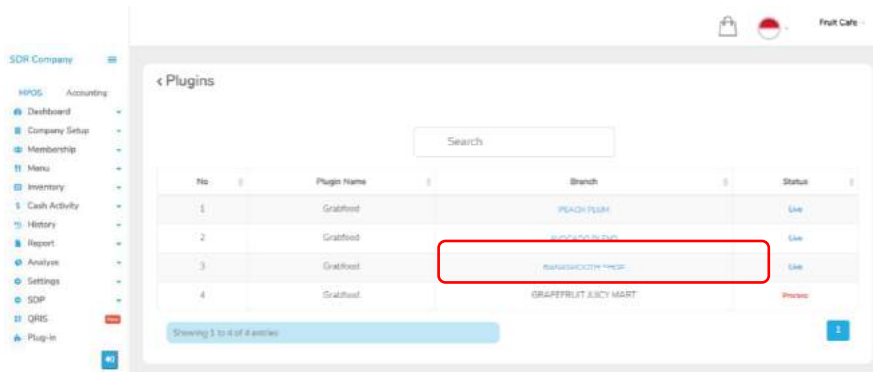 Fruit Cafe
SDR Company
MPOS Accounting
Dashboard
Company Setup
Membership
Menu
Inventory
Cash Activity
History
Report
Analyze
Settings
SDP
QRIS
Plug-in
‹ Plugins
Search
No Plugin Name Branch Status
1 Grabfood PEACH PLUM Live
2 Grabfood AVOCADO BLEND Live
3 Grabfood Live
4 Grabfood GRAPEFRUIT JUICY MART Process
Showing 1 to 4 of 4 entries
1